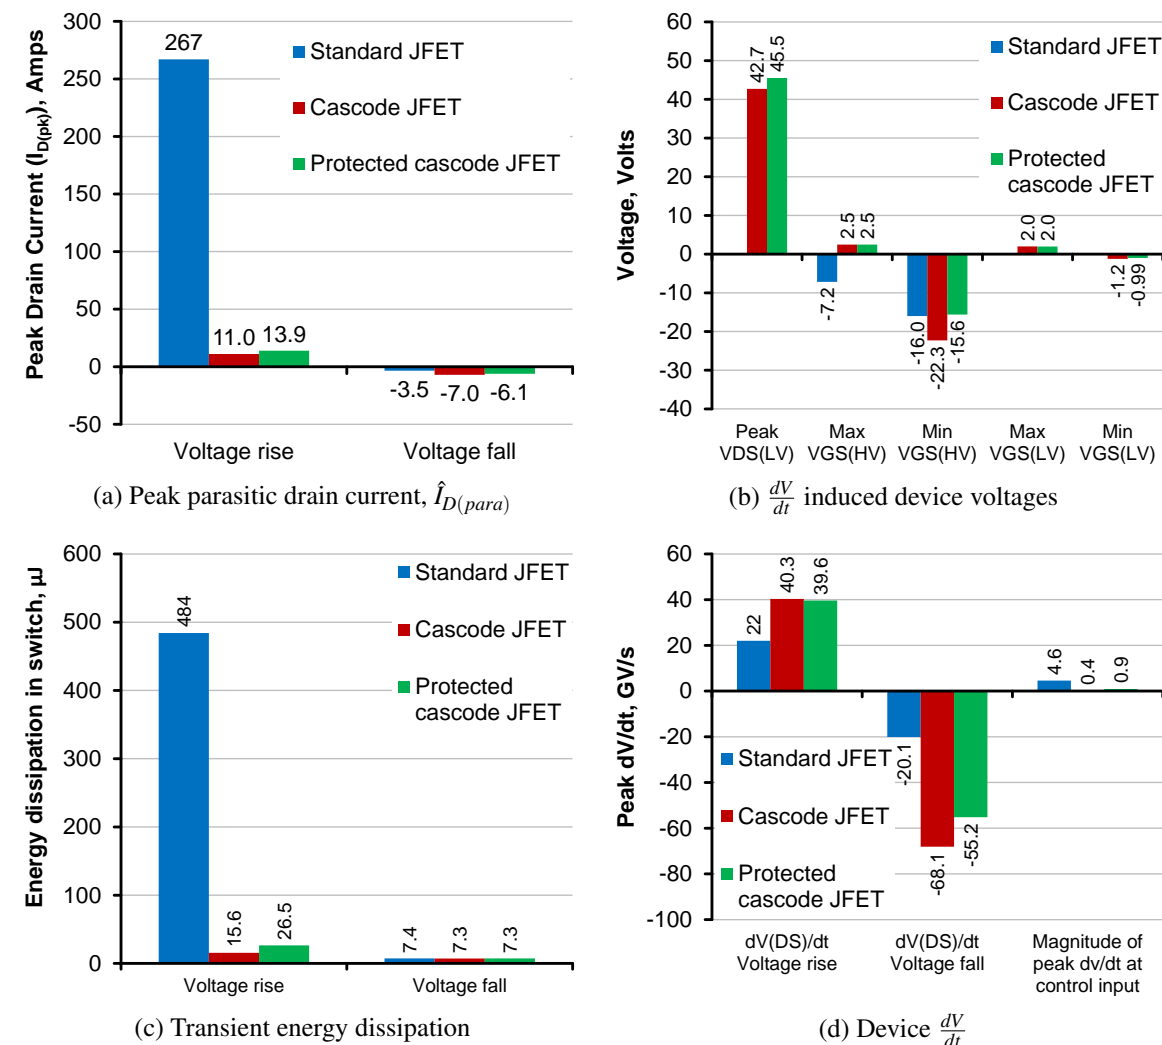 Peak Drain Current (I_D(pk)), Amps
300
250
200
150
100
50
0
-50
267
11.0
13.9
-3.5
-7.0
-6.1
Standard JFET
Cascode JFET
Protected cascode JFET
Voltage rise
Voltage fall
(a) Peak parasitic drain current, Î_D(para)
Voltage, Volts
60
50
40
30
20
10
0
-10
-20
-30
-40
42.7
45.5
-7.2
2.5
2.5
-16.0
-22.3
-15.6
2.0
2.0
-1.2
-0.99
Standard JFET
Cascode JFET
Protected
cascode JFET
Peak
VDS(LV)
Max
VGS(HV)
Min
VGS(HV)
Max
VGS(LV)
Min
VGS(LV)
(b) dV/dt induced device voltages
Energy dissipation in switch, µJ
600
500
400
300
200
100
0
484
15.6
26.5
7.4
7.3
7.3
Standard JFET
Cascode JFET
Protected
cascode JFET
Voltage rise
Voltage fall
(c) Transient energy dissipation
Peak dV/dt, GV/s
60
40
20
0
-20
-40
-60
-80
-100
22
40.3
39.6
-20.1
-68.1
-55.2
4.6
0.4
0.9
Standard JFET
Cascode JFET
Protected
cascode JFET
dV(DS)/dt
Voltage rise
dV(DS)/dt
Voltage fall
Magnitude of
peak dv/dt at
control input
(d) Device dV/dt